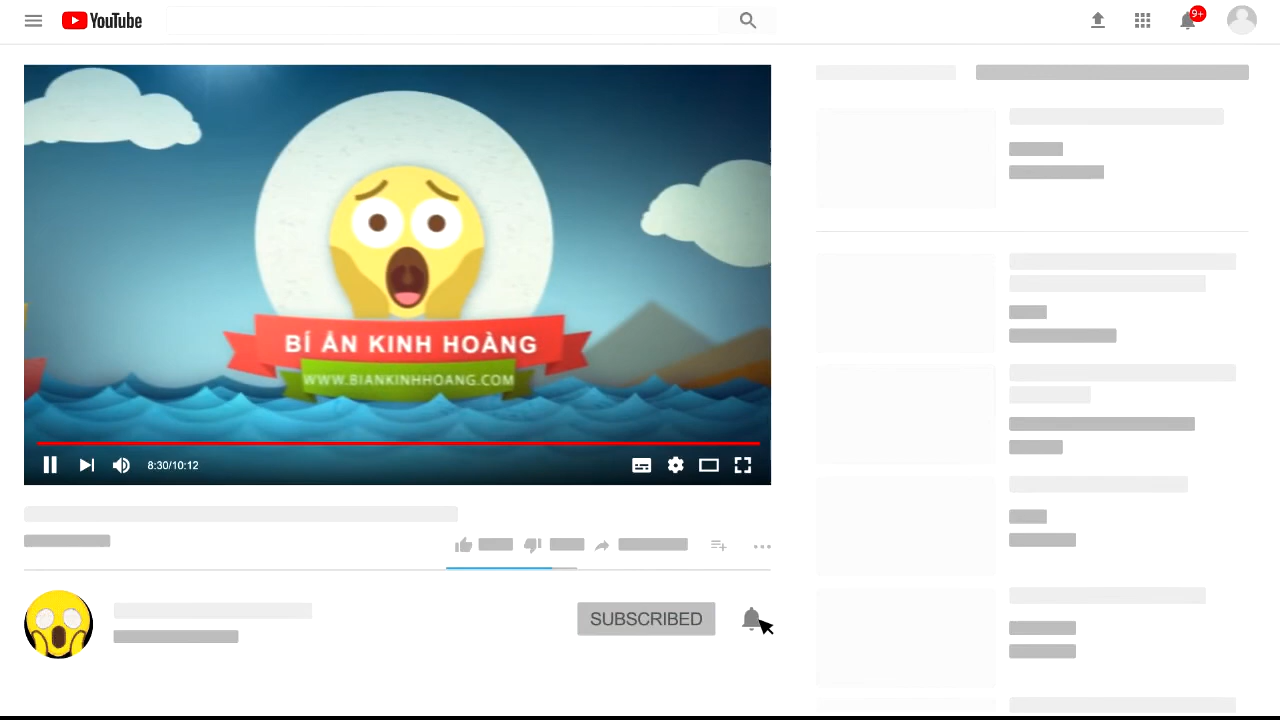 YouTube
9+
BÍ ẨN KINH HOÀNG
WWW.BIANKINHHOANG.COM
8:30/10:12
SUBSCRIBED